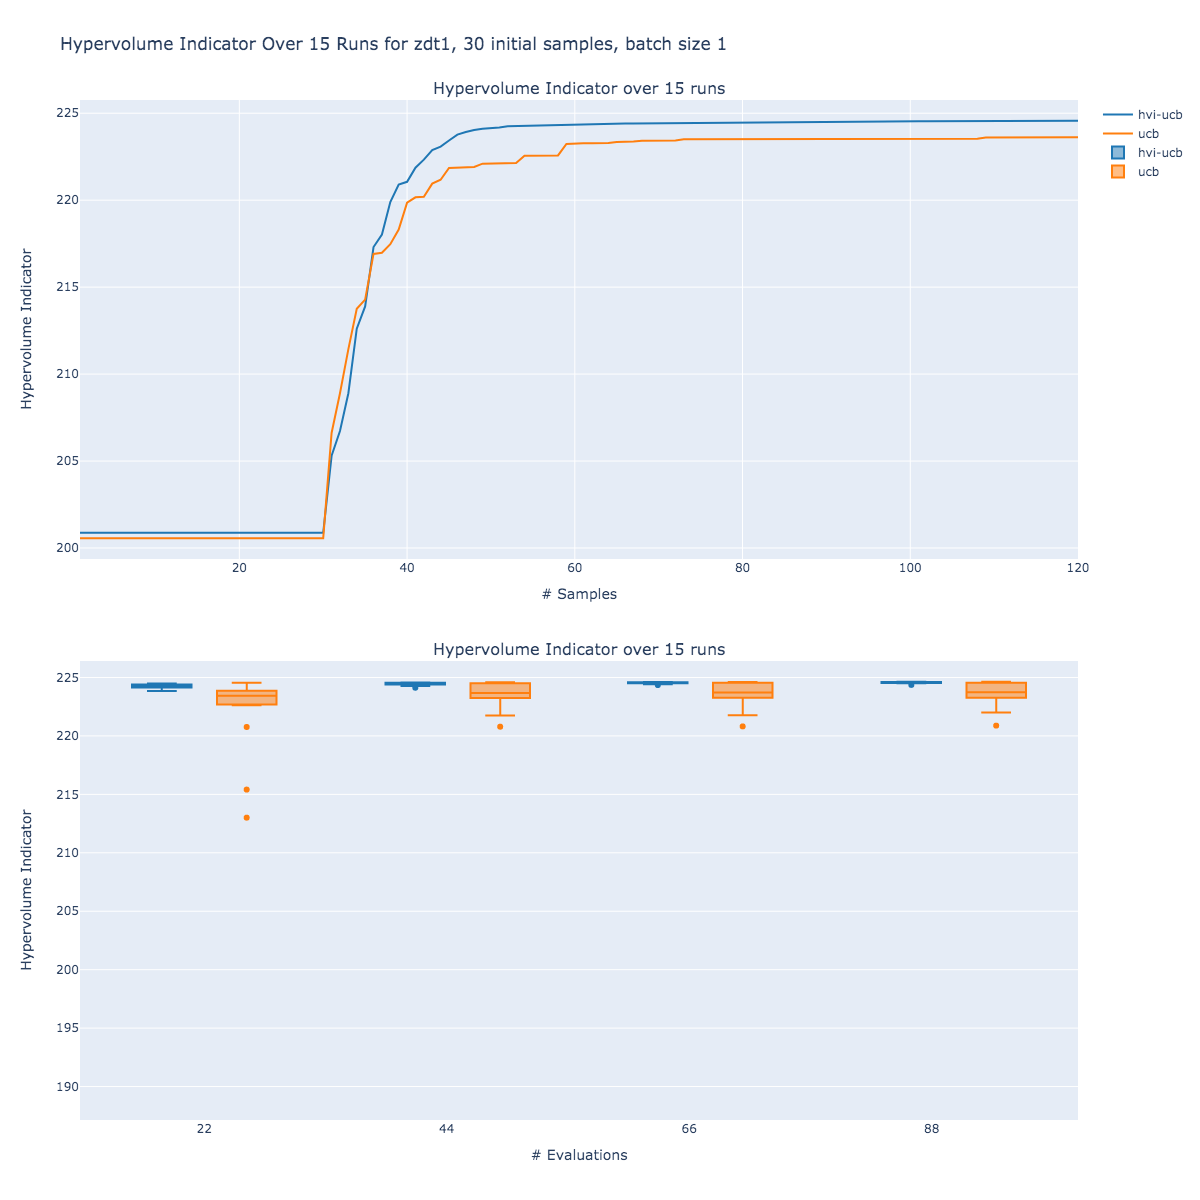 Hypervolume Indicator Over 15 Runs for zdt1, 30 initial samples, batch size 1
Hypervolume Indicator over 15 runs
225
220
215
210
205
200
Hypervolume Indicator
20
40
60
80
100
120
# Samples
hvi-ucb
ucb
hvi-ucb
ucb
Hypervolume Indicator over 15 runs
225
220
215
210
205
200
195
190
Hypervolume Indicator
22
44
66
88
# Evaluations